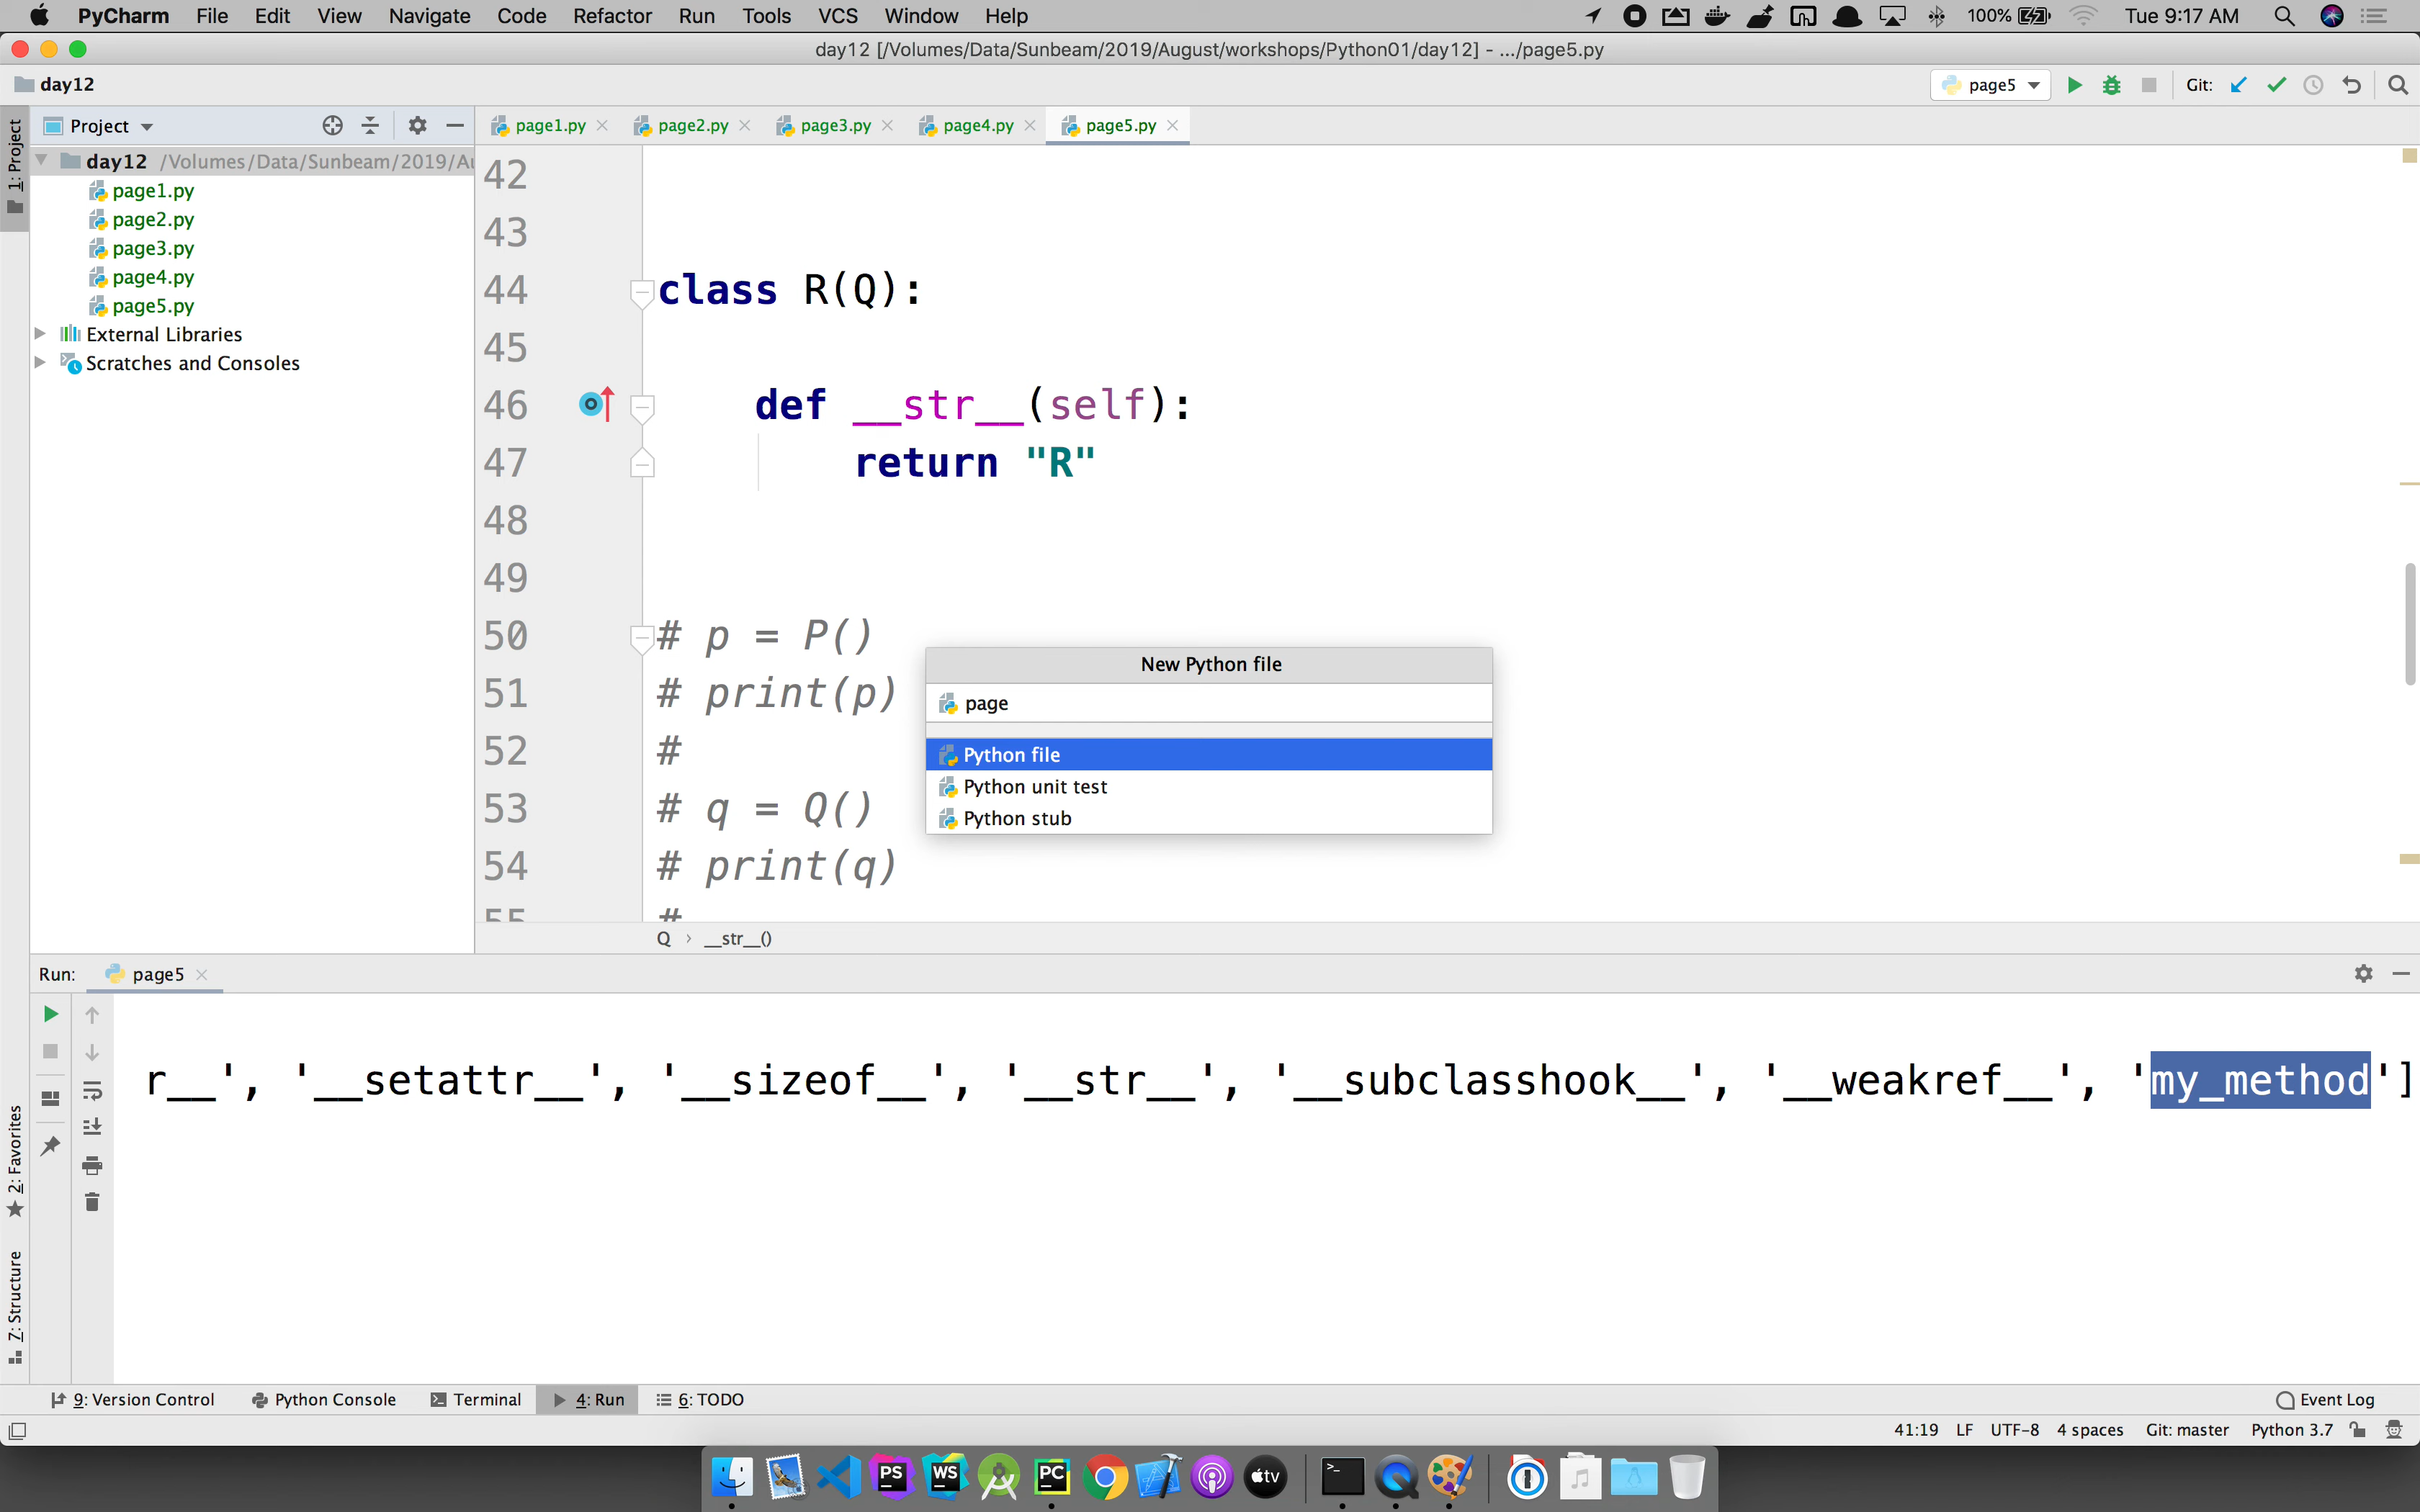 PyCharm File Edit View Navigate Code Refactor Run Tools VCS Window Help 100% Tue 9:17 AM
day12 [/Volumes/Data/Sunbeam/2019/August/workshops/Python01/day12] - .../page5.py
day12 page5 Git:
1: Project
Project
page1.py page2.py page3.py page4.py page5.py
day12 /Volumes/Data/Sunbeam/2019/Au
page1.py
page2.py
page3.py
page4.py
page5.py
External Libraries
Scratches and Consoles
42
43
44 class R(Q):
45
46 def __str__(self):
47 return "R"
48
49
50 # p = P()
51 # print(p)
52 #
53 # q = Q()
54 # print(q)
55 #
New Python file
page
Python file
Python unit test
Python stub
Q › __str__()
Run: page5
r__', '__setattr__', '__sizeof__', '__str__', '__subclasshook__', '__weakref__', 'my_method']
2: Favorites
7: Structure
9: Version Control Python Console Terminal 4: Run 6: TODO Event Log
41:19 LF UTF-8 4 spaces Git: master Python 3.7
PS WS PC tv